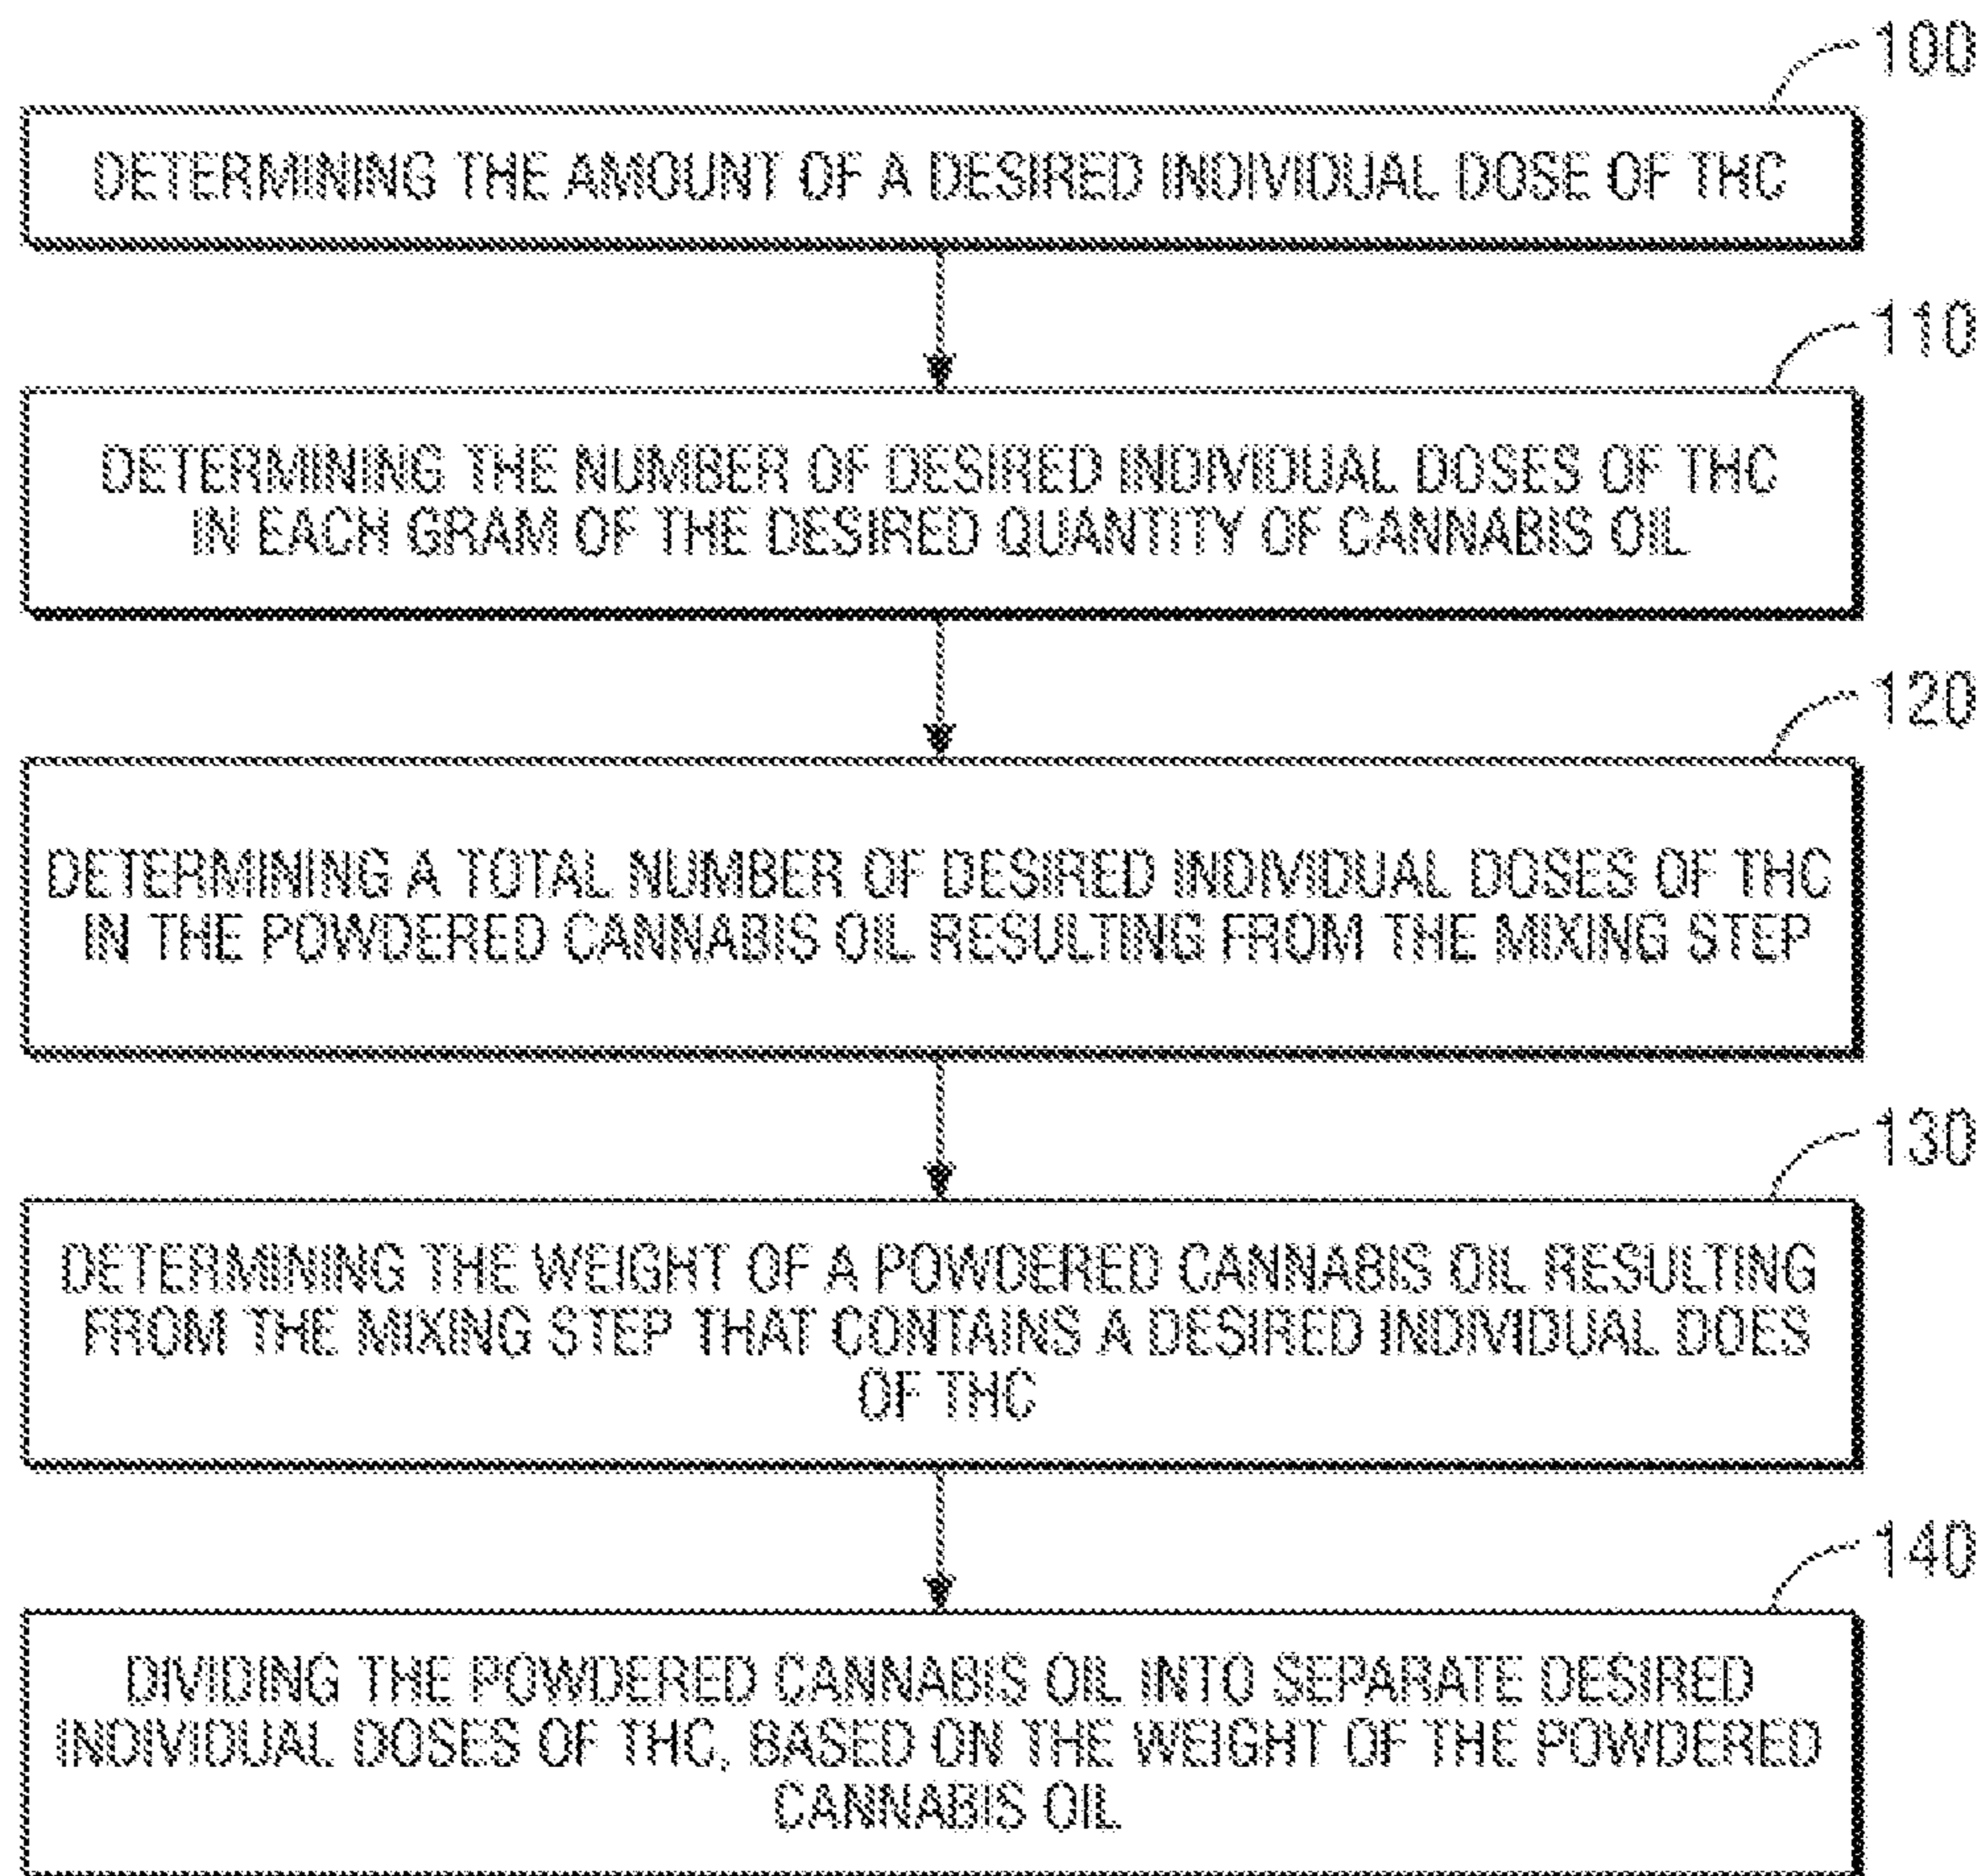 100
DETERMINING THE AMOUNT OF A DESIRED INDIVIDUAL DOSE OF THC
110
DETERMINING THE NUMBER OF DESIRED INDIVIDUAL DOSES OF THC
IN EACH GRAM OF THE DESIRED QUANTITY OF CANNABIS OIL
120
DETERMINING A TOTAL NUMBER OF DESIRED INDIVIDUAL DOSES OF THC
IN THE POWDERED CANNABIS OIL RESULTING FROM THE MIXING STEP
130
DETERMINING THE WEIGHT OF A POWDERED CANNABIS OIL RESULTING
FROM THE MIXING STEP THAT CONTAINS A DESIRED INDIVIDUAL DOES
OF THC
140
DIVIDING THE POWDERED CANNABIS OIL INTO SEPARATE DESIRED
INDIVIDUAL DOSES OF THC, BASED ON THE WEIGHT OF THE POWDERED
CANNABIS OIL